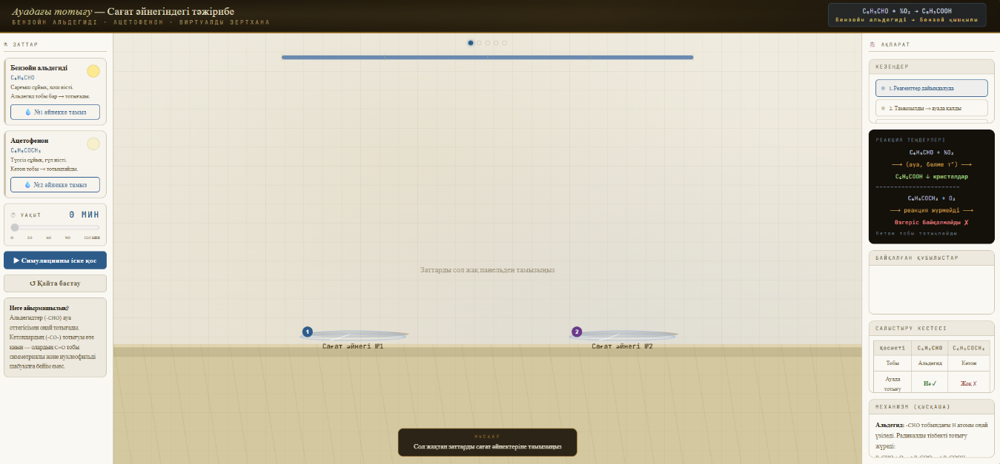 Ауадағы тотығу — Сағат әйнегіндегі тәжірибе
БЕНЗОЙН АЛЬДЕГИДІ · АЦЕТОФЕНОН · ВИРТУАЛДЫ ЗЕРТХАНА
C₆H₅CHO + ½O₂ → C₆H₅COOH
Бензойн альдегиді → Бензой қышқылы
ЗАТТАР
Бензойн альдегиді
C₆H₅CHO
Сарғыш сұйық, хош иісті.
Альдегид тобы бар → тотығады.
💧 №1 әйнекке тамыз
Ацетофенон
C₆H₅COCH₃
Түссіз сұйық, гүл иісті.
Кетон тобы → тотықпайды.
💧 №2 әйнекке тамыз
⏱ УАҚЫТ 0 МИН
0 30 60 90 120 мин
▶ Симуляцияны іске қос
↺ Қайта бастау
Неге айырмашылық?
Альдегидтер (-CHO) ауа
оттегісімен оңай тотығады.
Кетондардың (-CO-) тотығуы өте
қиын — олардың C=O тобы
симметриялы және нуклеофильді
шабуылға бейім емес.
Заттарды сол жақ панельден тамызыңыз
1
Сағат әйнегі №1
2
Сағат әйнегі №2
НҰСҚАУ
Сол жақтан заттарды сағат әйнектеріне тамызыңыз
АҚПАРАТ
КЕЗЕҢДЕР
1. Реагенттер дайындалуда
2. Тамызылды → ауада қалды
РЕАКЦИЯ ТЕҢДЕУЛЕРІ
C₆H₅CHO + ½O₂
⟶ (ауа, бөлме t°) ⟶
C₆H₅COOH ↓ кристалдар
C₆H₅COCH₃ + O₂
⟶ реакция жүрмейді ⟶
Өзгеріс байқалмайды ✗
Кетон тобы тотықпайды
БАЙҚАЛҒАН ҚҰБЫЛЫСТАР
САЛЫСТЫРУ КЕСТЕСІ
Қасиеті C₆H₅CHO C₆H₅COCH₃
Тобы Альдегид Кетон
Ауада тотығу Иә ✓ Жоқ ✗
МЕХАНИЗМ (ҚЫСҚАША)
Альдегид: -CHO тобындағы H атомы оңай
үзіледі. Радикалды тізбекті тотығу
жүреді: